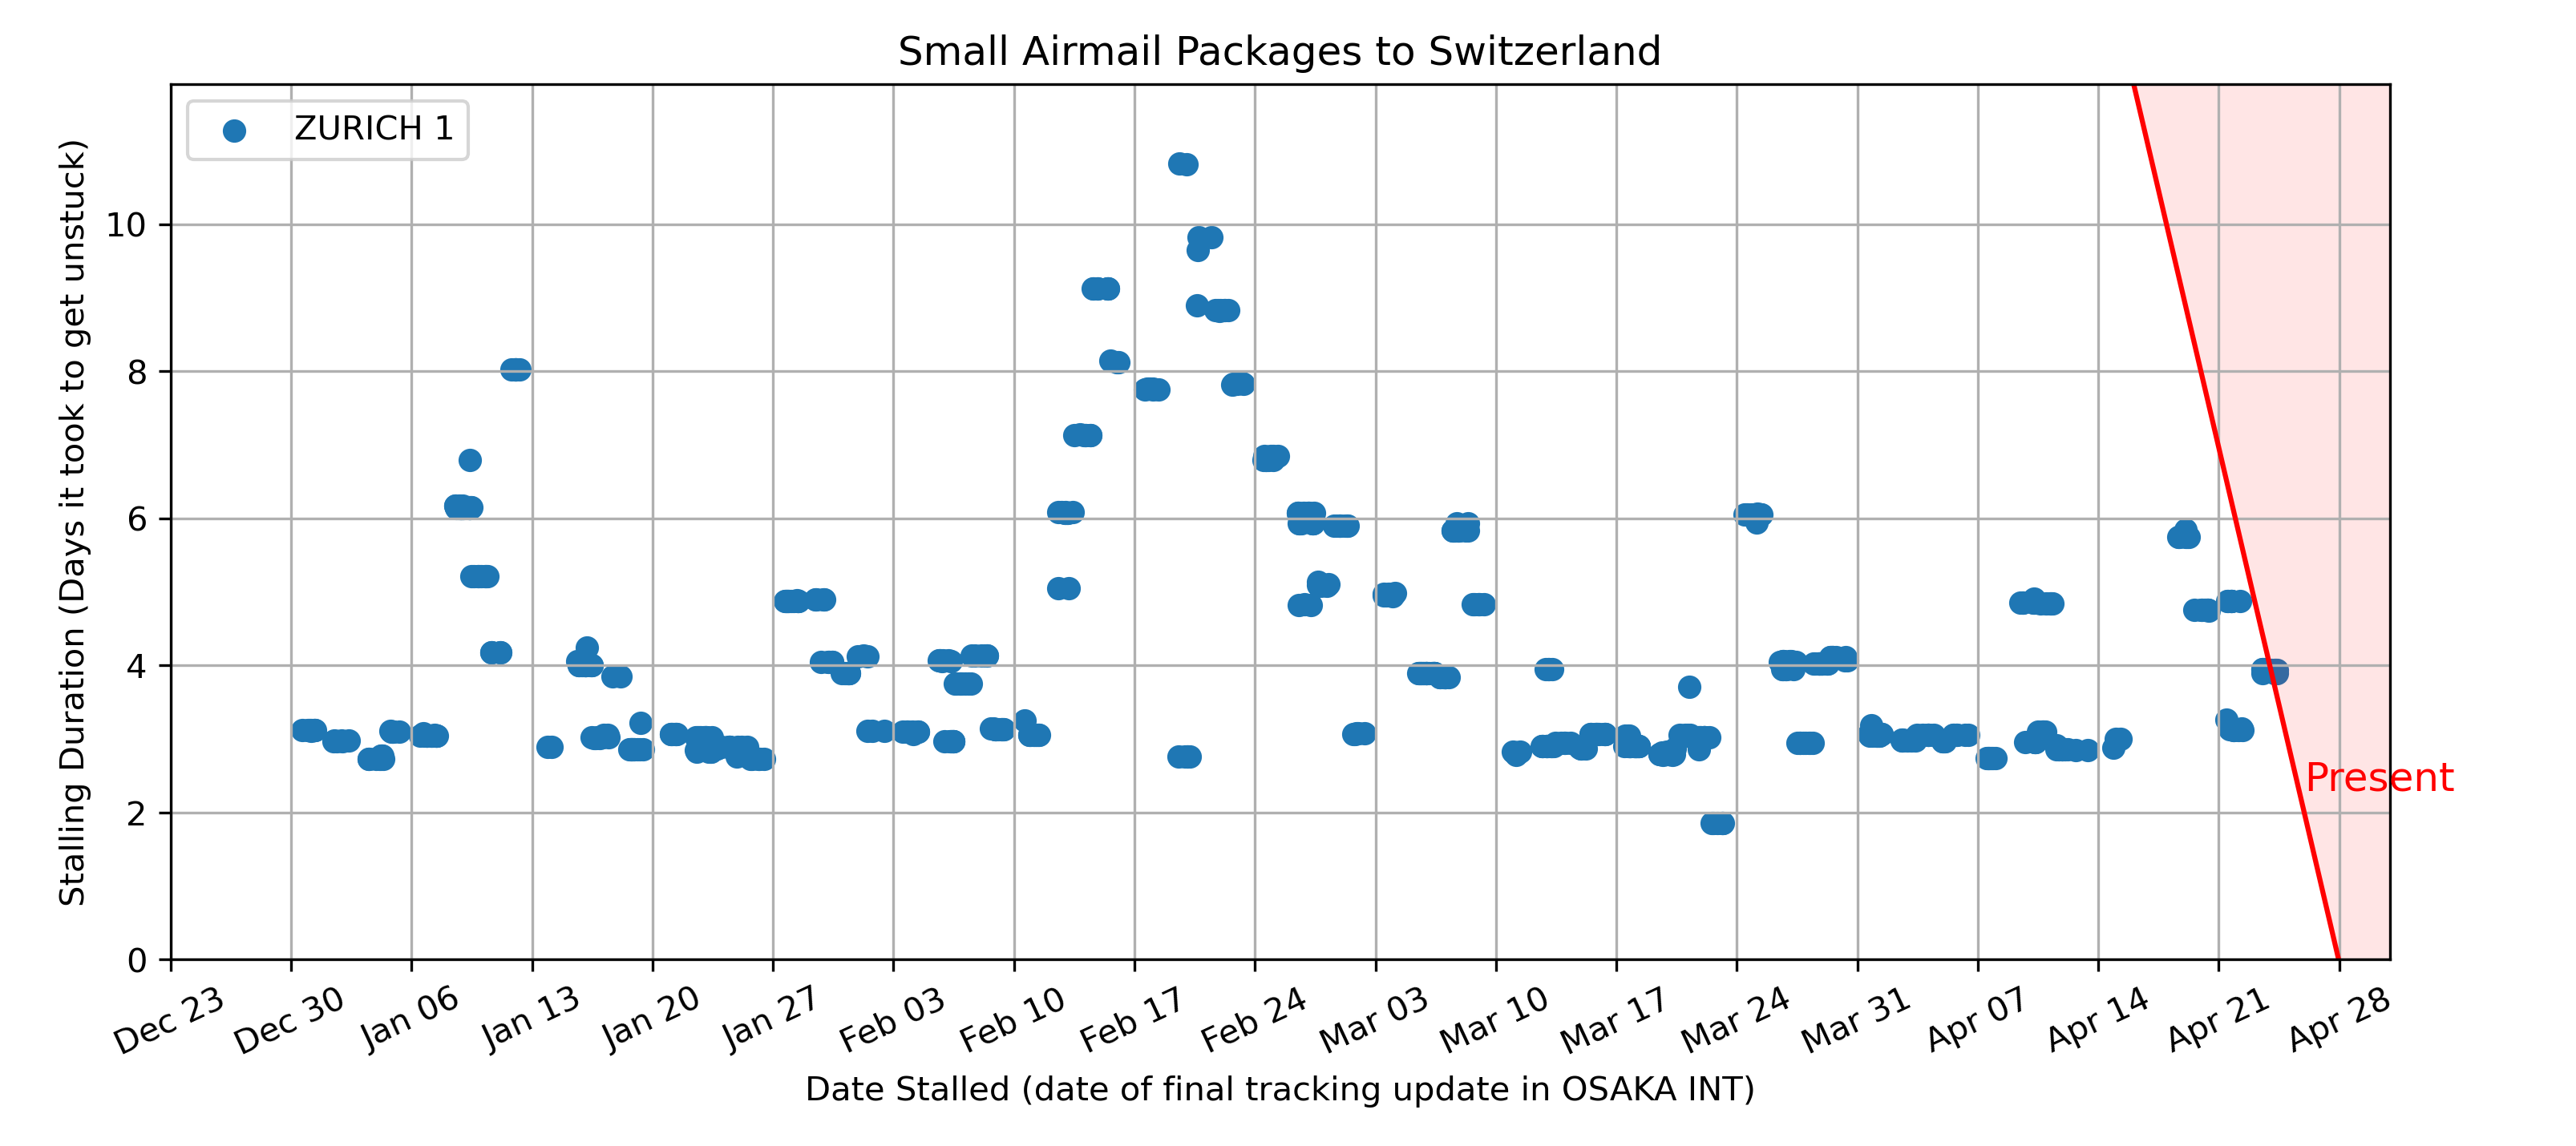 Small Airmail Packages to Switzerland
ZURICH 1
Stalling Duration (Days it took to get unstuck)
10
8
6
4
2
0
Present
Dec 23
Dec 30
Jan 06
Jan 13
Jan 20
Jan 27
Feb 03
Feb 10
Feb 17
Feb 24
Mar 03
Mar 10
Mar 17
Mar 24
Mar 31
Apr 07
Apr 14
Apr 21
Apr 28
Date Stalled (date of final tracking update in OSAKA INT)